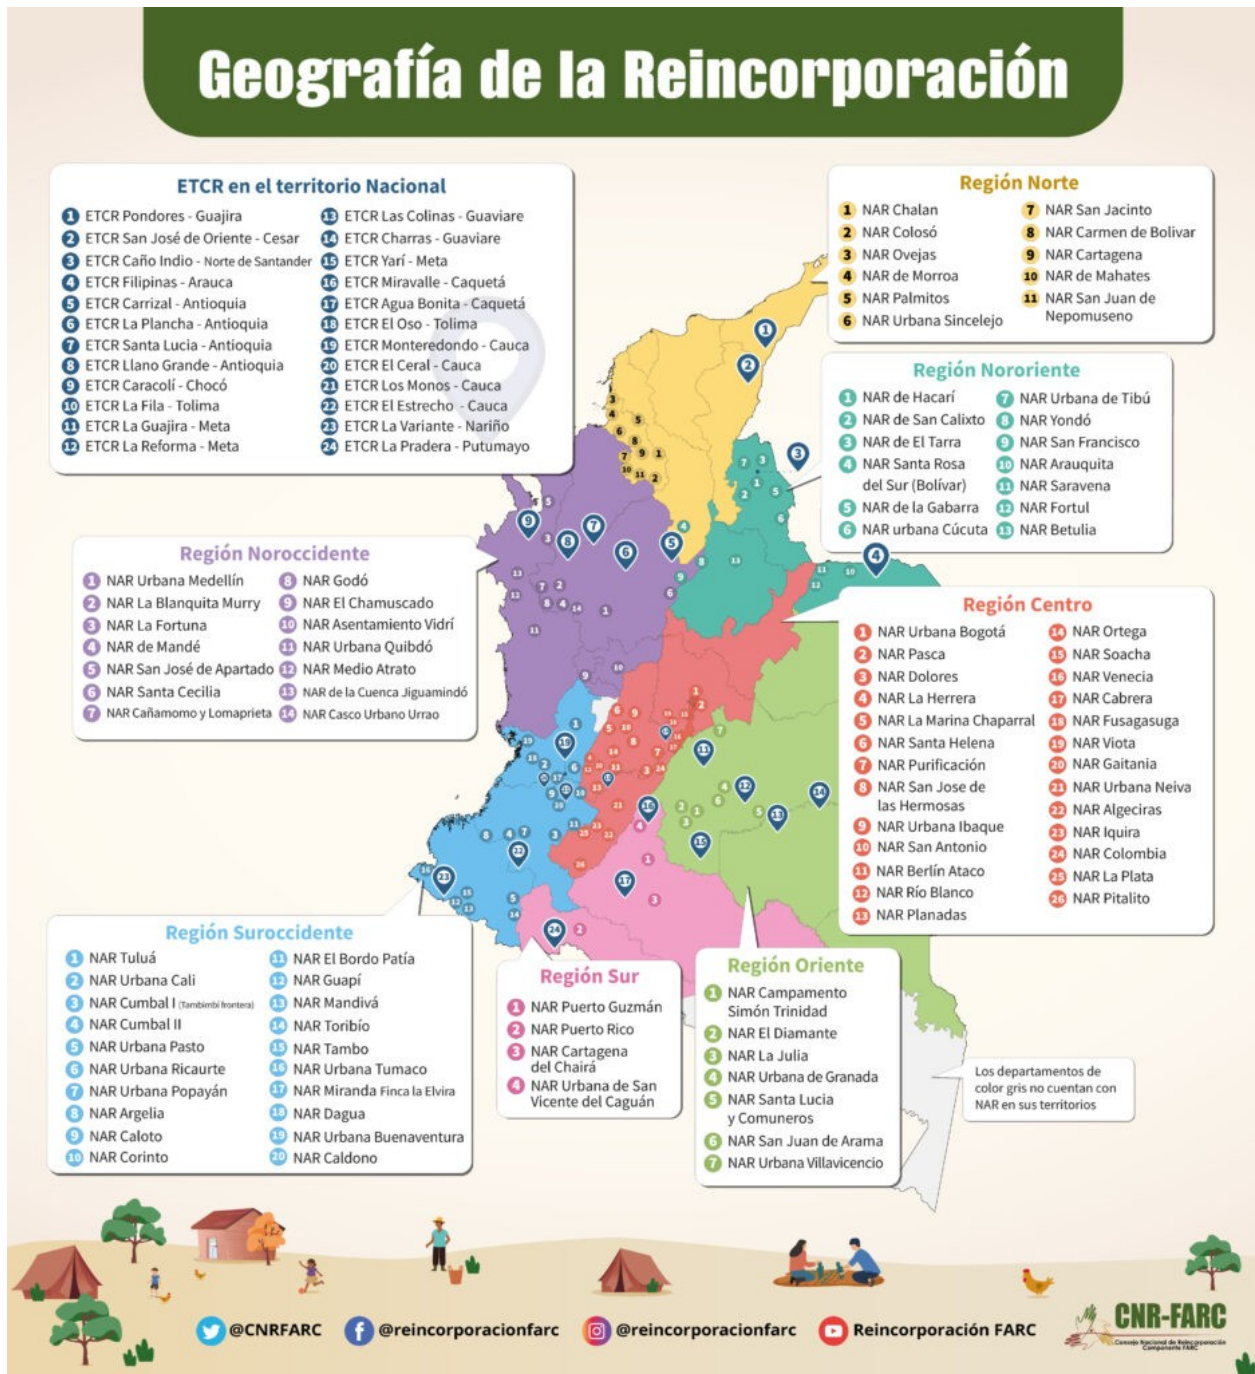 Geografía de la Reincorporación
ETCR en el territorio Nacional
1 ETCR Pondores - Guajira
2 ETCR San José de Oriente - Cesar
3 ETCR Caño Indio - Norte de Santander
4 ETCR Filipinas - Arauca
5 ETCR Carrizal - Antioquia
6 ETCR La Plancha - Antioquia
7 ETCR Santa Lucia - Antioquia
8 ETCR Llano Grande - Antioquia
9 ETCR Caracolí - Chocó
10 ETCR La Fila - Tolima
11 ETCR La Guajira - Meta
12 ETCR La Reforma - Meta
13 ETCR Las Colinas - Guaviare
14 ETCR Charras - Guaviare
15 ETCR Yarí - Meta
16 ETCR Miravalle - Caquetá
17 ETCR Agua Bonita - Caquetá
18 ETCR El Oso - Tolima
19 ETCR Monteredondo - Cauca
20 ETCR El Ceral - Cauca
21 ETCR Los Monos - Cauca
22 ETCR El Estrecho - Cauca
23 ETCR La Variante - Nariño
24 ETCR La Pradera - Putumayo
Región Norte
1 NAR Chalan
2 NAR Colosó
3 NAR Ovejas
4 NAR de Morroa
5 NAR Palmitos
6 NAR Urbana Sincelejo
7 NAR San Jacinto
8 NAR Carmen de Bolivar
9 NAR Cartagena
10 NAR de Mahates
11 NAR San Juan de
Nepomuseno
Región Nororiente
1 NAR de Hacarí
2 NAR de San Calixto
3 NAR de El Tarra
4 NAR Santa Rosa
del Sur (Bolívar)
5 NAR de la Gabarra
6 NAR urbana Cúcuta
7 NAR Urbana de Tibú
8 NAR Yondó
9 NAR San Francisco
10 NAR Arauquita
11 NAR Saravena
12 NAR Fortul
13 NAR Betulia
Región Noroccidente
1 NAR Urbana Medellín
2 NAR La Blanquita Murry
3 NAR La Fortuna
4 NAR de Mandé
5 NAR San José de Apartado
6 NAR Santa Cecilia
7 NAR Cañamomo y Lomaprieta
8 NAR Godó
9 NAR El Chamuscado
10 NAR Asentamiento Vidrí
11 NAR Urbana Quibdó
12 NAR Medio Atrato
13 NAR de la Cuenca Jiguamindó
14 NAR Casco Urbano Urrao
Región Centro
1 NAR Urbana Bogotá
2 NAR Pasca
3 NAR Dolores
4 NAR La Herrera
5 NAR La Marina Chaparral
6 NAR Santa Helena
7 NAR Purificación
8 NAR San Jose de
las Hermosas
9 NAR Urbana Ibaque
10 NAR San Antonio
11 NAR Berlín Ataco
12 NAR Río Blanco
13 NAR Planadas
14 NAR Ortega
15 NAR Soacha
16 NAR Venecia
17 NAR Cabrera
18 NAR Fusagasuga
19 NAR Viota
20 NAR Gaitania
21 NAR Urbana Neiva
22 NAR Algeciras
23 NAR Iquira
24 NAR Colombia
25 NAR La Plata
26 NAR Pitalito
Región Suroccidente
1 NAR Tuluá
2 NAR Urbana Cali
3 NAR Cumbal I (Tambimbí frontera)
4 NAR Cumbal II
5 NAR Urbana Pasto
6 NAR Urbana Ricaurte
7 NAR Urbana Popayán
8 NAR Argelia
9 NAR Caloto
10 NAR Corinto
11 NAR El Bordo Patía
12 NAR Guapí
13 NAR Mandivá
14 NAR Toribío
15 NAR Tambo
16 NAR Urbana Tumaco
17 NAR Miranda Finca la Elvira
18 NAR Dagua
19 NAR Urbana Buenaventura
20 NAR Caldono
Región Sur
1 NAR Puerto Guzmán
2 NAR Puerto Rico
3 NAR Cartagena
del Chairá
4 NAR Urbana de San
Vicente del Caguán
Región Oriente
1 NAR Campamento
Simón Trinidad
2 NAR El Diamante
3 NAR La Julia
4 NAR Urbana de Granada
5 NAR Santa Lucia
y Comuneros
6 NAR San Juan de Arama
7 NAR Urbana Villavicencio
Los departamentos de
color gris no cuentan con
NAR en sus territorios
@CNRFARC
@reincorporacionfarc
@reincorporacionfarc
Reincorporación FARC
CNR-FARC
Consejo Nacional de Reincorporación
Componente FARC